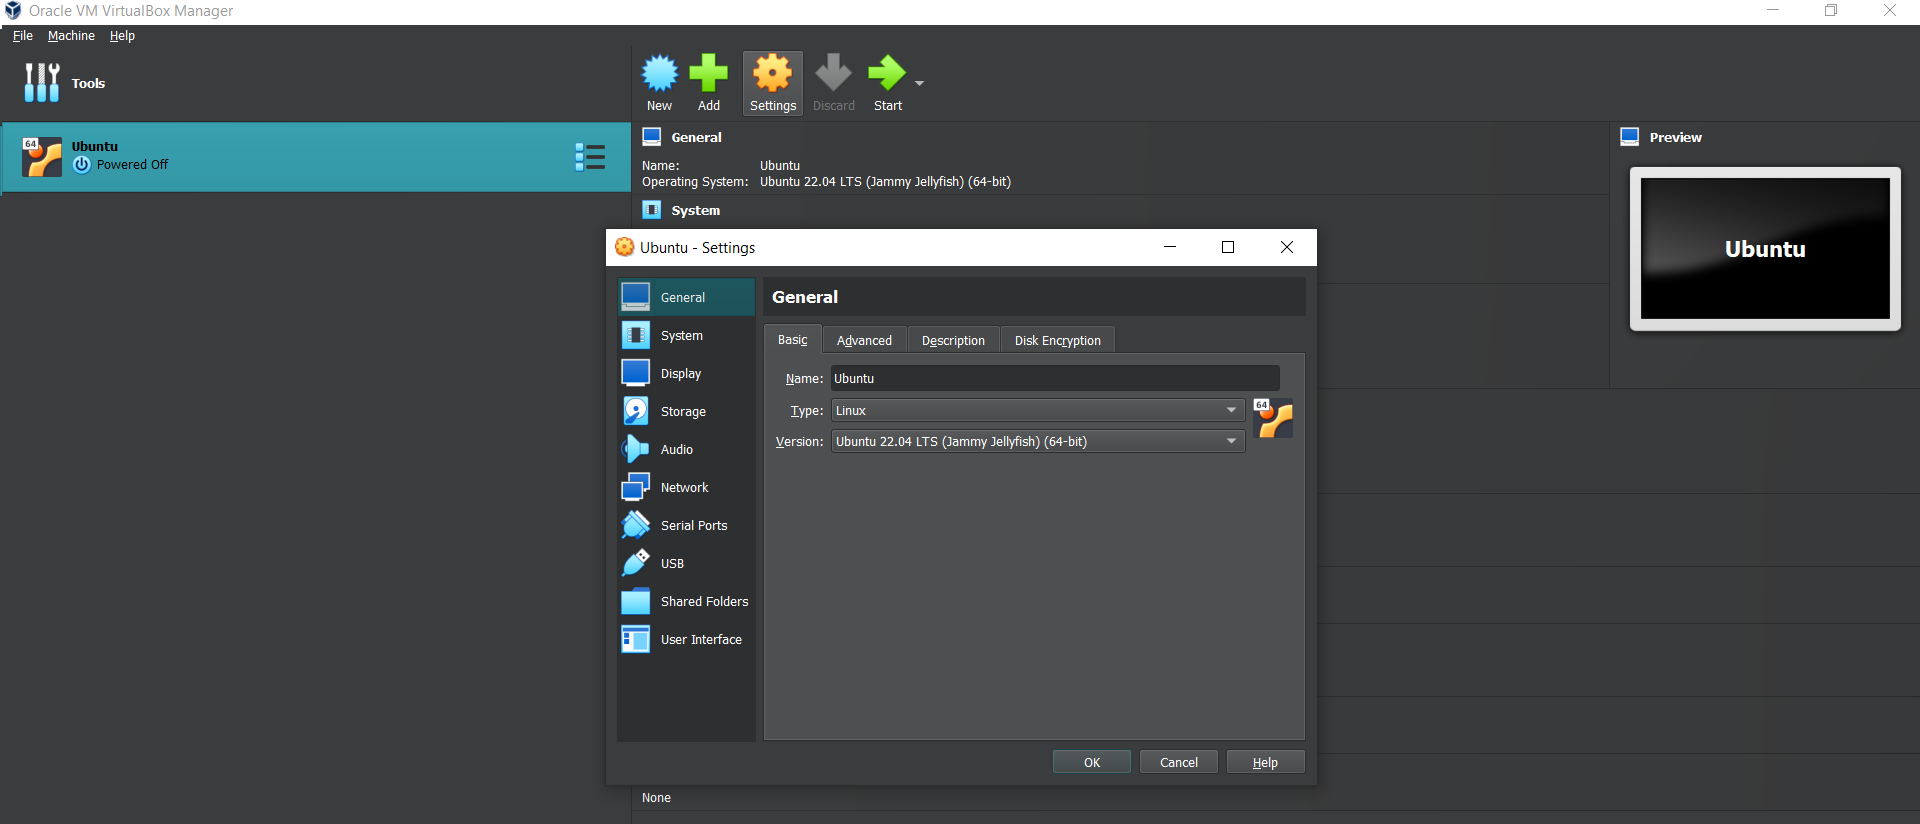 Oracle VM VirtualBox Manager
File Machine Help
Tools
New Add Settings Discard Start
64
Ubuntu
Powered Off
General
Name: Ubuntu
Operating System: Ubuntu 22.04 LTS (Jammy Jellyfish) (64-bit)
System
Preview
Ubuntu
Ubuntu - Settings
General
System
Display
Storage
Audio
Network
Serial Ports
USB
Shared Folders
User Interface
General
Basic Advanced Description Disk Encryption
Name: Ubuntu
Type: Linux
64
Version: Ubuntu 22.04 LTS (Jammy Jellyfish) (64-bit)
OK Cancel Help
None